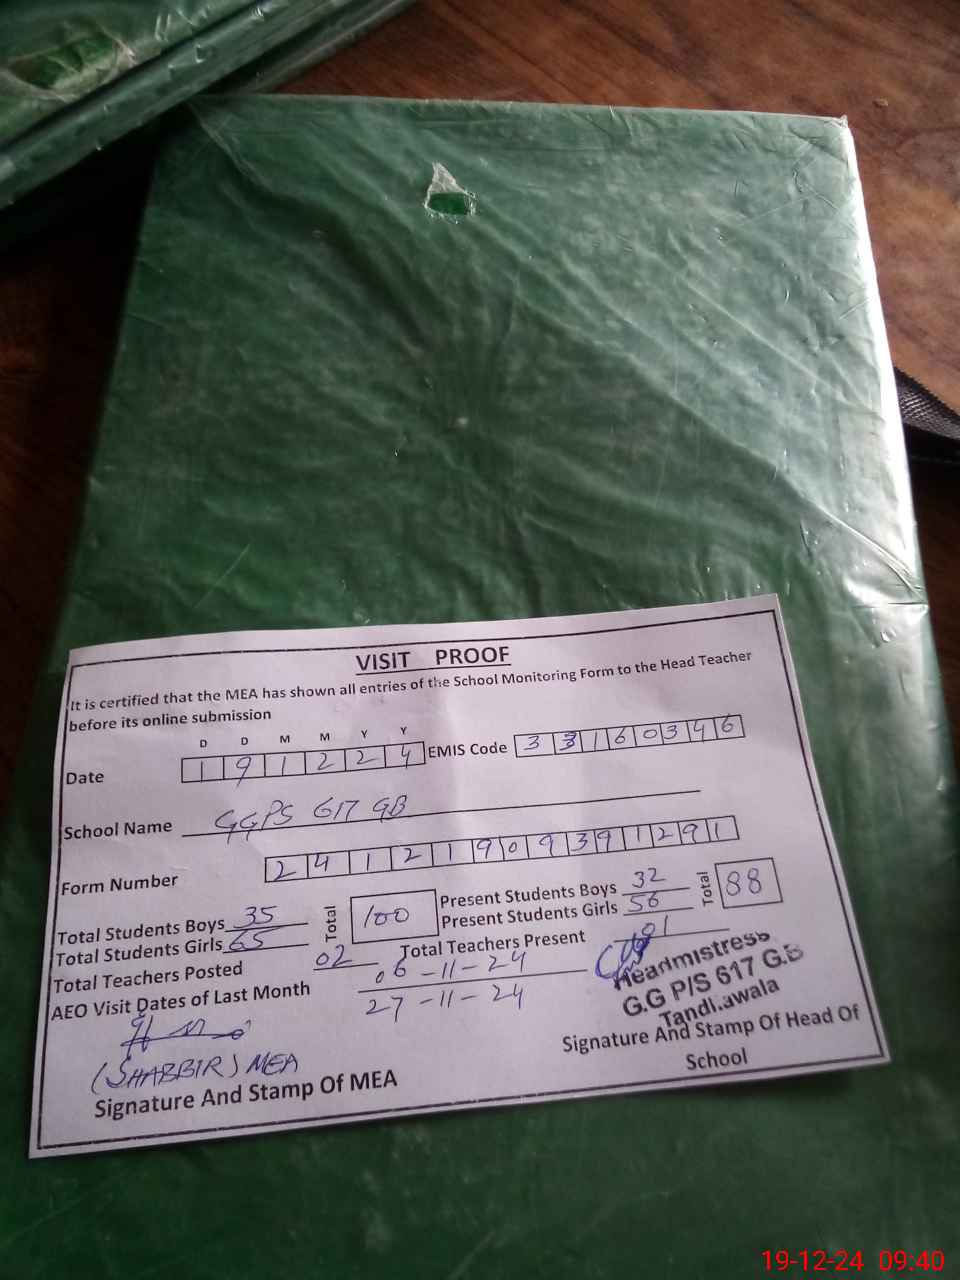 VISIT PROOF
It is certified that the MEA has shown all entries of the School Monitoring Form to the Head Teacher
before its online submission
D D M M Y Y
Date 1 9 1 2 2 4 EMIS Code 3 3 1 6 0 3 4 6
School Name GGPS 617 GB
Form Number 2 4 1 2 1 9 0 9 3 9 1 2 9 1
Total Students Boys 35 Total 100 Present Students Boys 32 Total 88
Total Students Girls 65 Present Students Girls 56
Total Teachers Posted 02 Total Teachers Present 01
AEO Visit Dates of Last Month 06-11-24
27-11-24
Headmistress
G.G P/S 617 G.B
Tandl.awala
(SHABBIR) MEA
Signature And Stamp Of MEA
Signature And Stamp Of Head Of
School
19-12-24 09:40